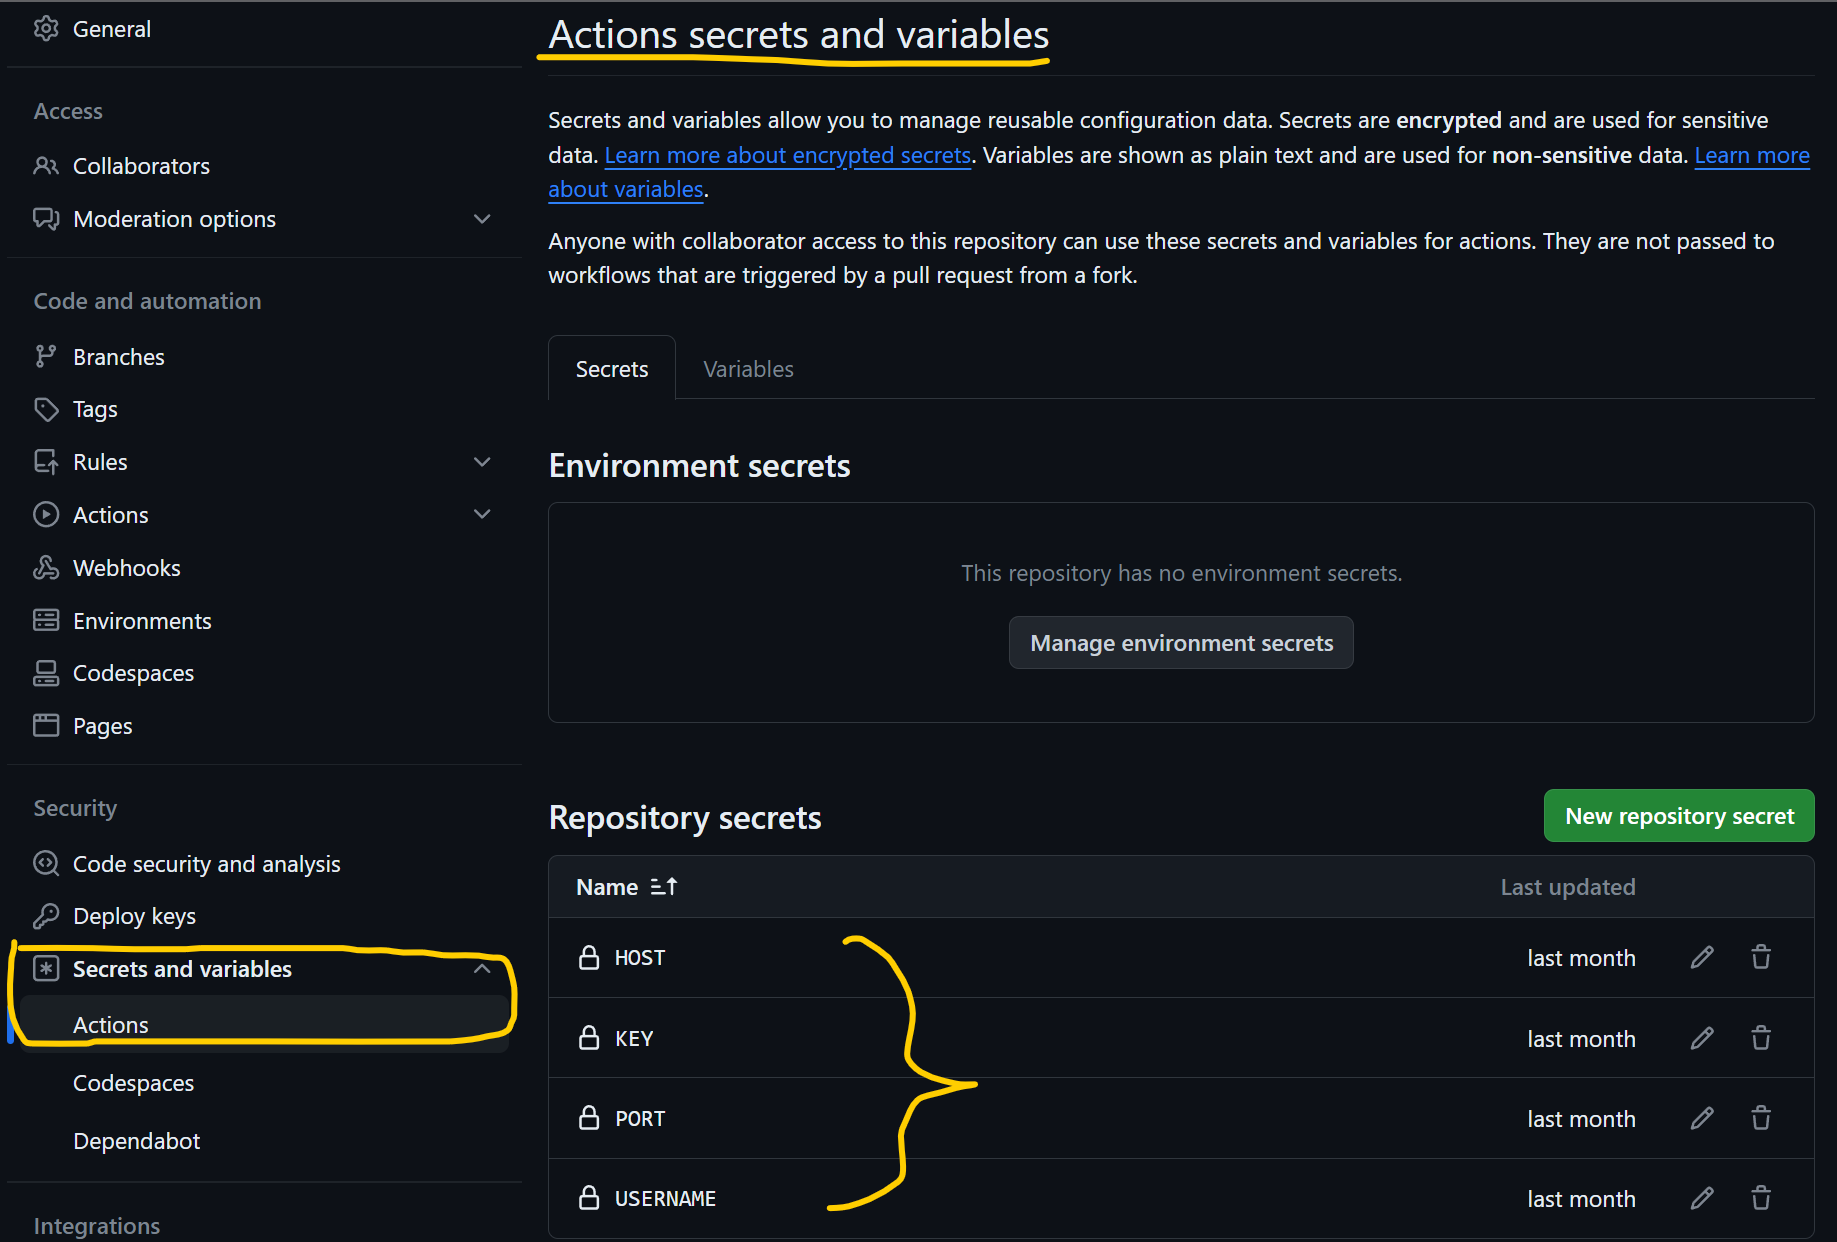 General
Access
Collaborators
Moderation options
Code and automation
Branches
Tags
Rules
Actions
Webhooks
Environments
Codespaces
Pages
Security
Code security and analysis
Deploy keys
Secrets and variables
Actions
Codespaces
Dependabot
Integrations
Actions secrets and variables
Secrets and variables allow you to manage reusable configuration data. Secrets are encrypted and are used for sensitive
data. Learn more about encrypted secrets. Variables are shown as plain text and are used for non-sensitive data. Learn more
about variables.
Anyone with collaborator access to this repository can use these secrets and variables for actions. They are not passed to
workflows that are triggered by a pull request from a fork.
Secrets Variables
Environment secrets
This repository has no environment secrets.
Manage environment secrets
Repository secrets New repository secret
Name Last updated
HOST last month
KEY last month
PORT last month
USERNAME last month